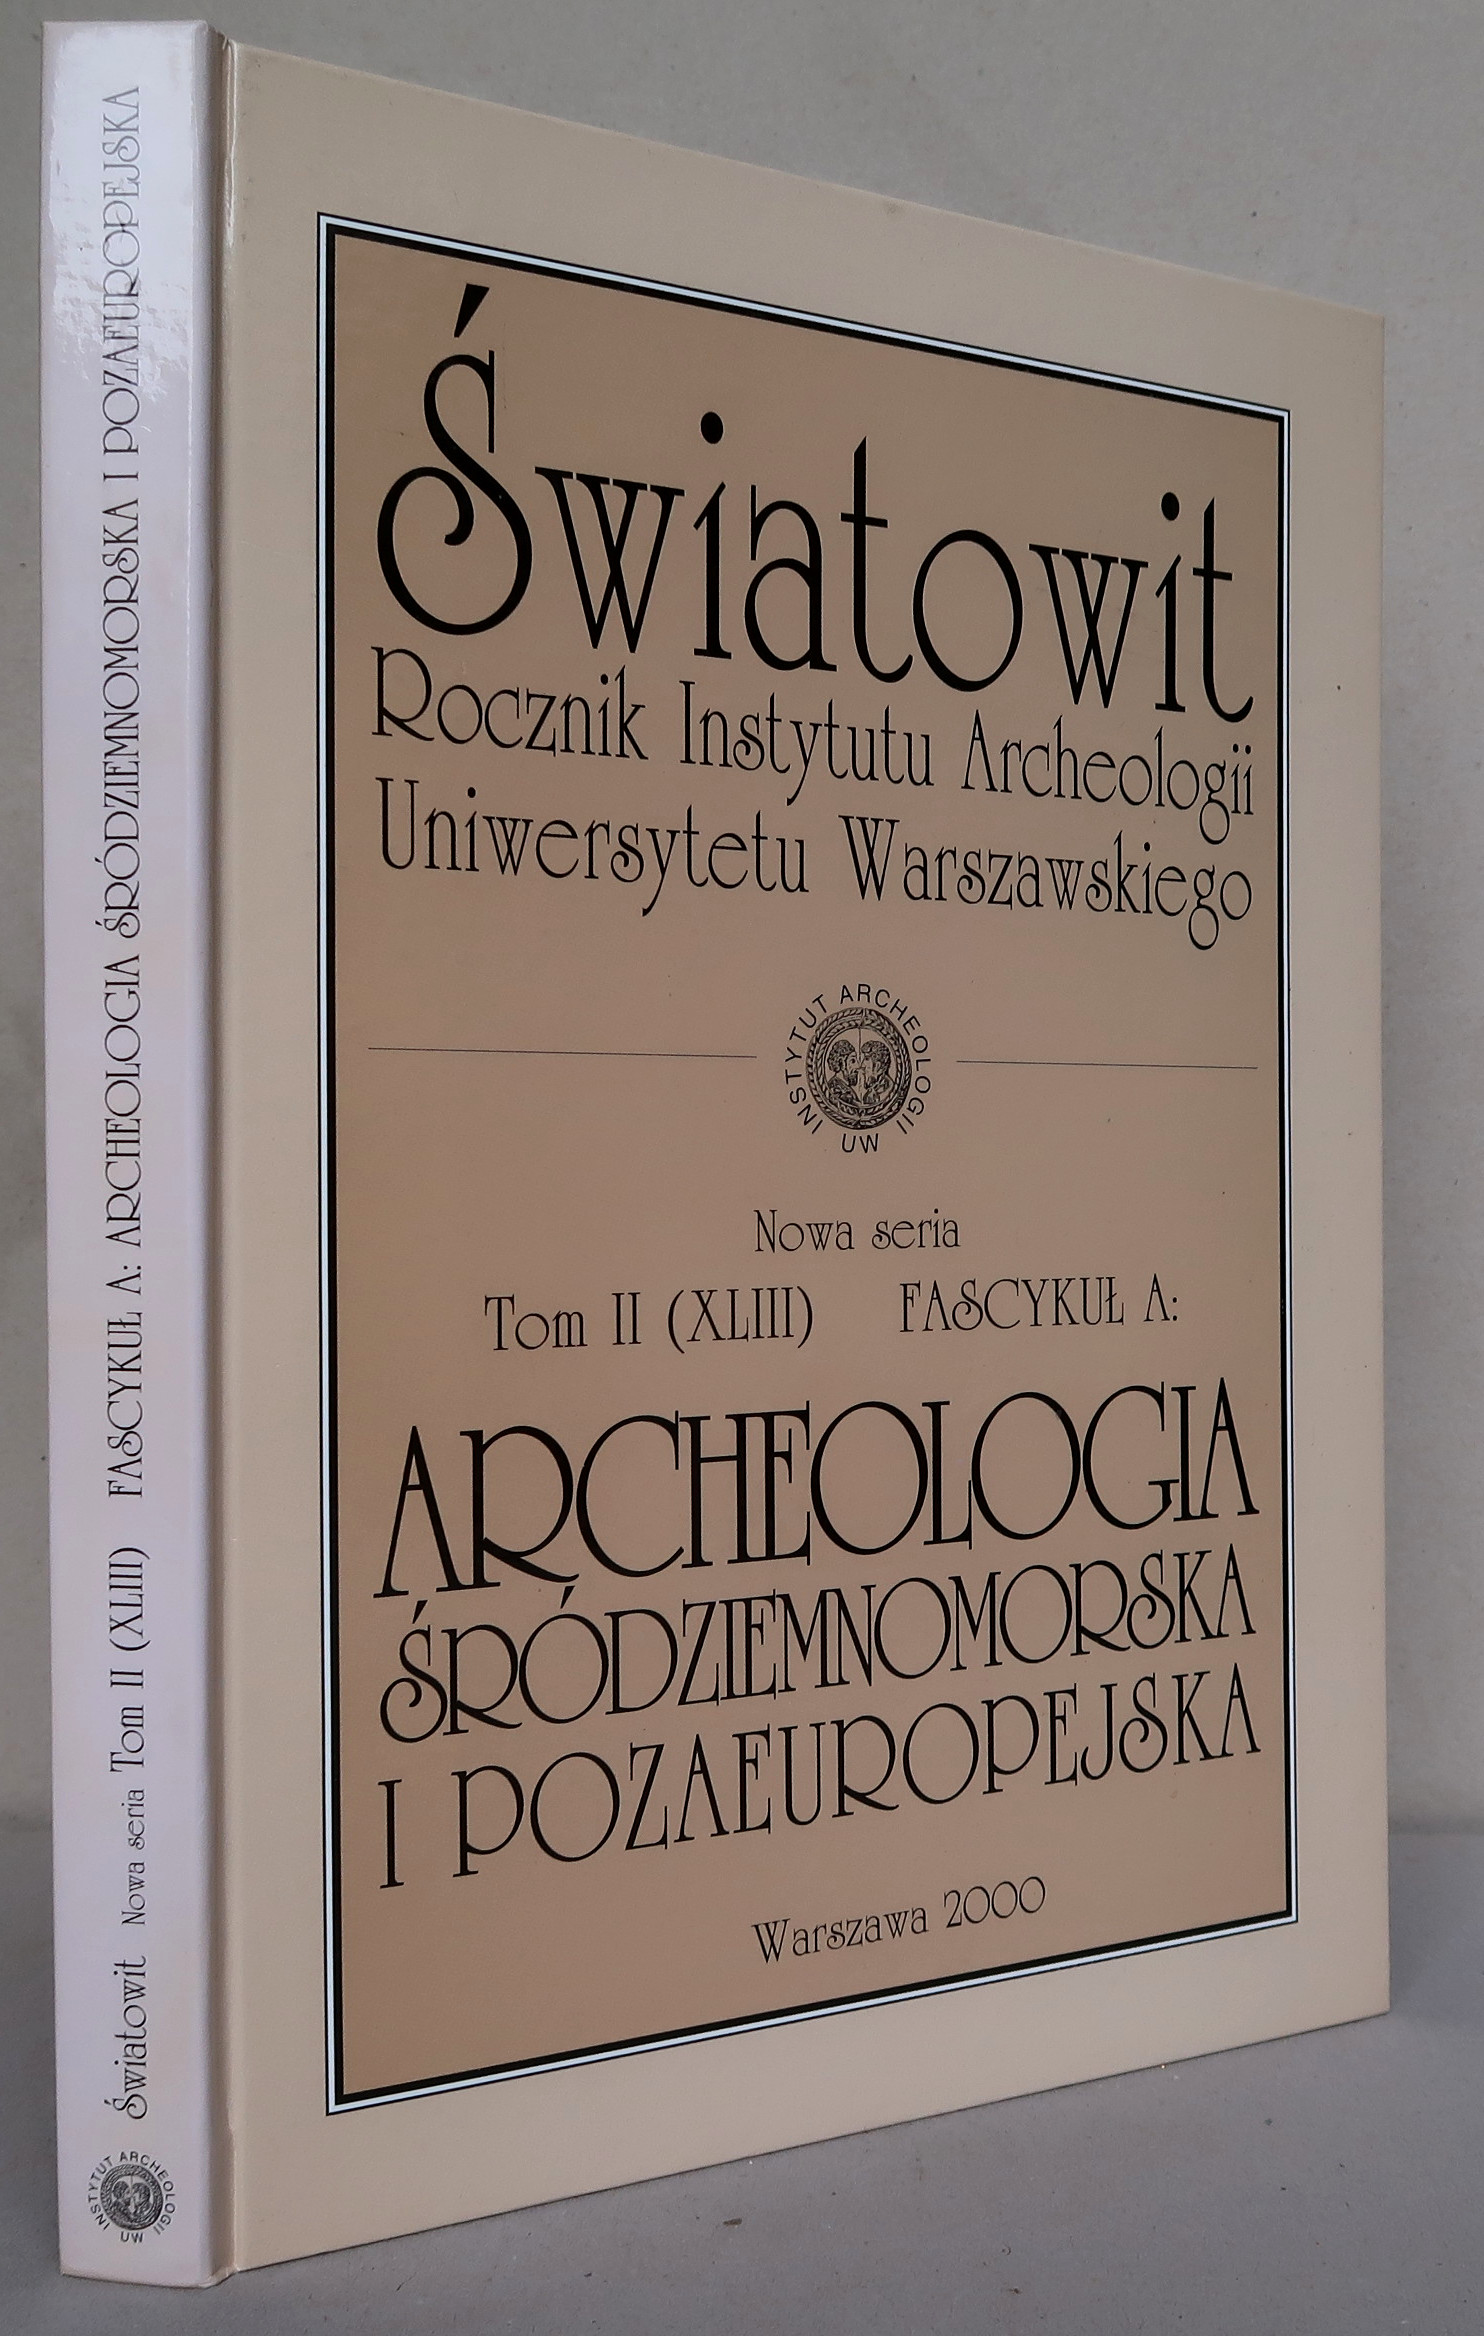 Światowit
Rocznik Instytutu Archeologii
Uniwersytetu Warszawskiego
INSTYTUT ARCHEOLOGII
UW
Nowa seria
Tom II (XLIII) FASCYKUŁ A:
ARCHEOLOGIA
ŚRÓDZIEMNOMORSKA
I POZAEUROPEJSKA
Warszawa 2000
INSTYTUT ARCHEOLOGII
UW
Światowit Nowa seria Tom II (XLIII) FASCYKUŁ A: ARCHEOLOGIA ŚRÓDZIEMNOMORSKA I POZAEUROPEJSKA